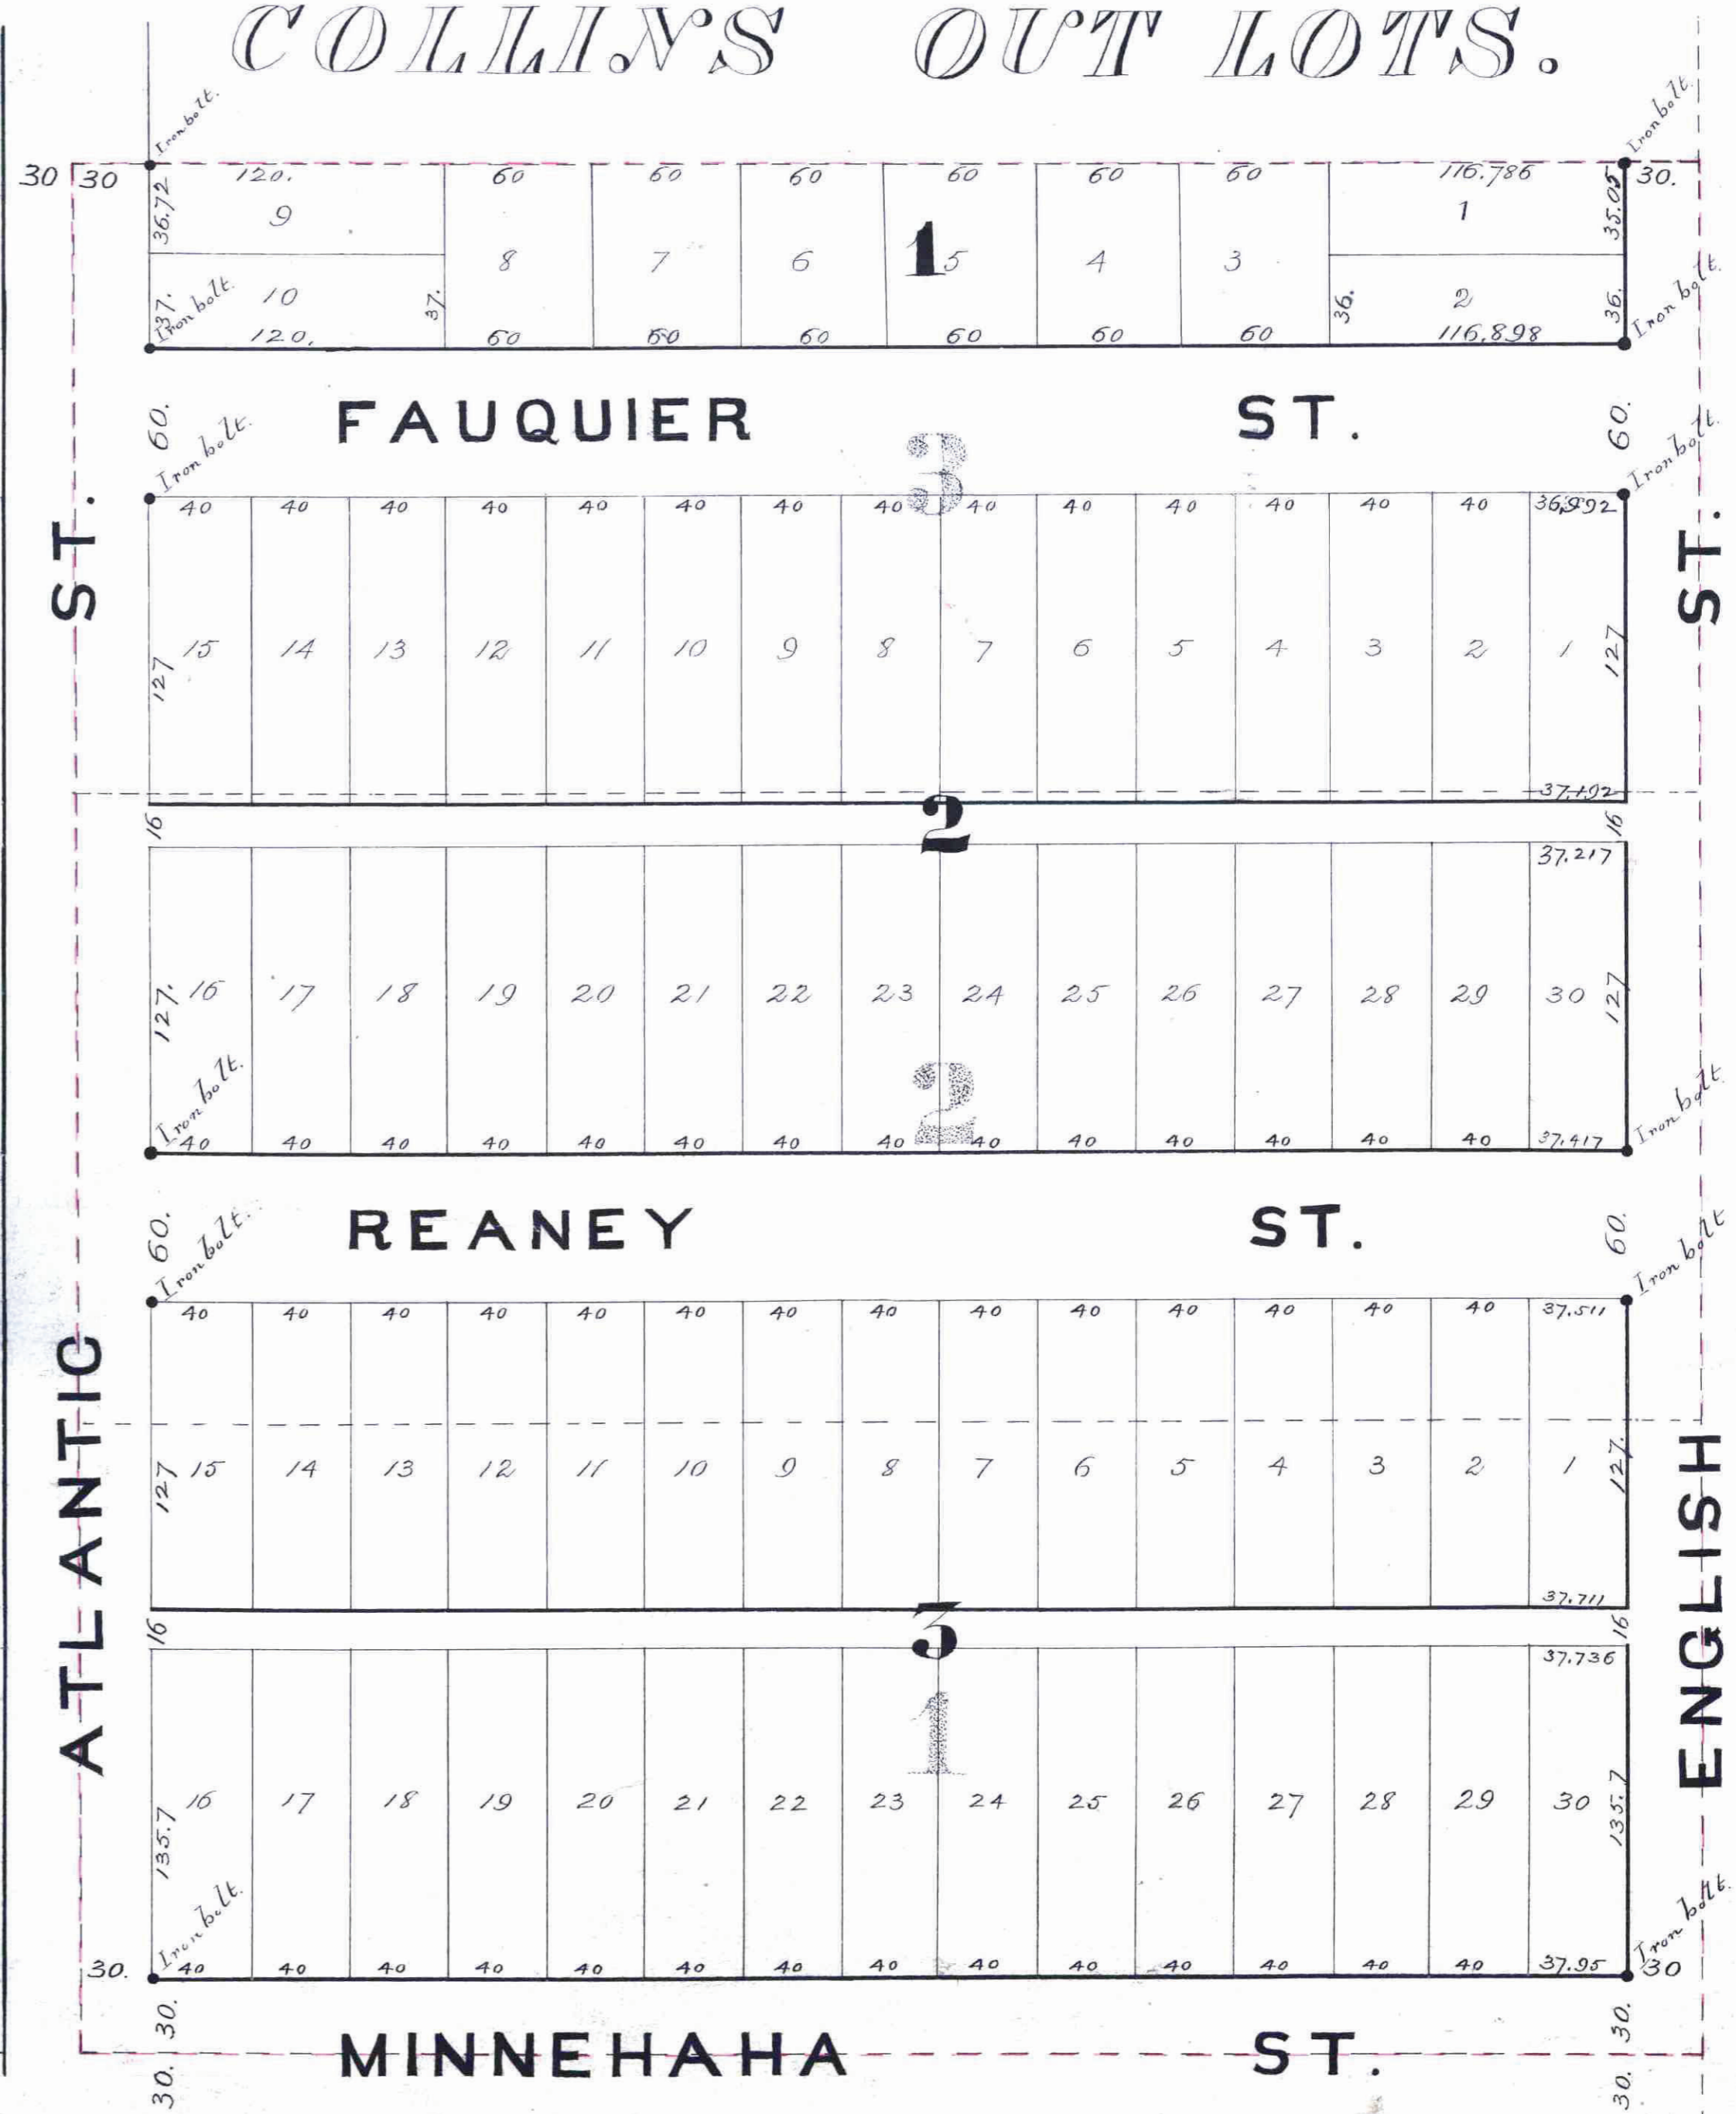 COLLINS OUT LOTS.
Iron bolt. Iron bolt.
30 30 120. 60 60 60 60 60 60 116.786 30.
36.72 9 1 35.05
8 7 6 1 5 4 3
Iron bolt. Iron bolt.
37. 10 37. 36. 2 36.
120. 60 60 60 60 60 60 116.898
60. FAUQUIER ST. 60.
Iron bolt. 3 Iron bolt.
40 40 40 40 40 40 40 40 40 40 40 40 40 40
ST. ST.
127 15 14 13 12 11 10 9 8 7 6 5 4 3 2 1 127
37.192
16 2 16
37.217
127. 16 17 18 19 20 21 22 23 24 25 26 27 28 29 30 127
Iron bolt. 2 Iron bolt.
40 40 40 40 40 40 40 40 40 40 40 40 40 40 37.417
60. REANEY ST. 60.
Iron bolt. Iron bolt
40 40 40 40 40 40 40 40 40 40 40 40 40 40 37.511
ATLANTIC ENGLISH
127 15 14 13 12 11 10 9 8 7 6 5 4 3 2 1 127.
37.711
16 3 16
37.736
1
135.7 16 17 18 19 20 21 22 23 24 25 26 27 28 29 30 135.7
Iron bolt. Iron bolt.
30. 40 40 40 40 40 40 40 40 40 40 40 40 40 40 37.95 30
30. 30.
MINNEHAHA ST.
30. 30.